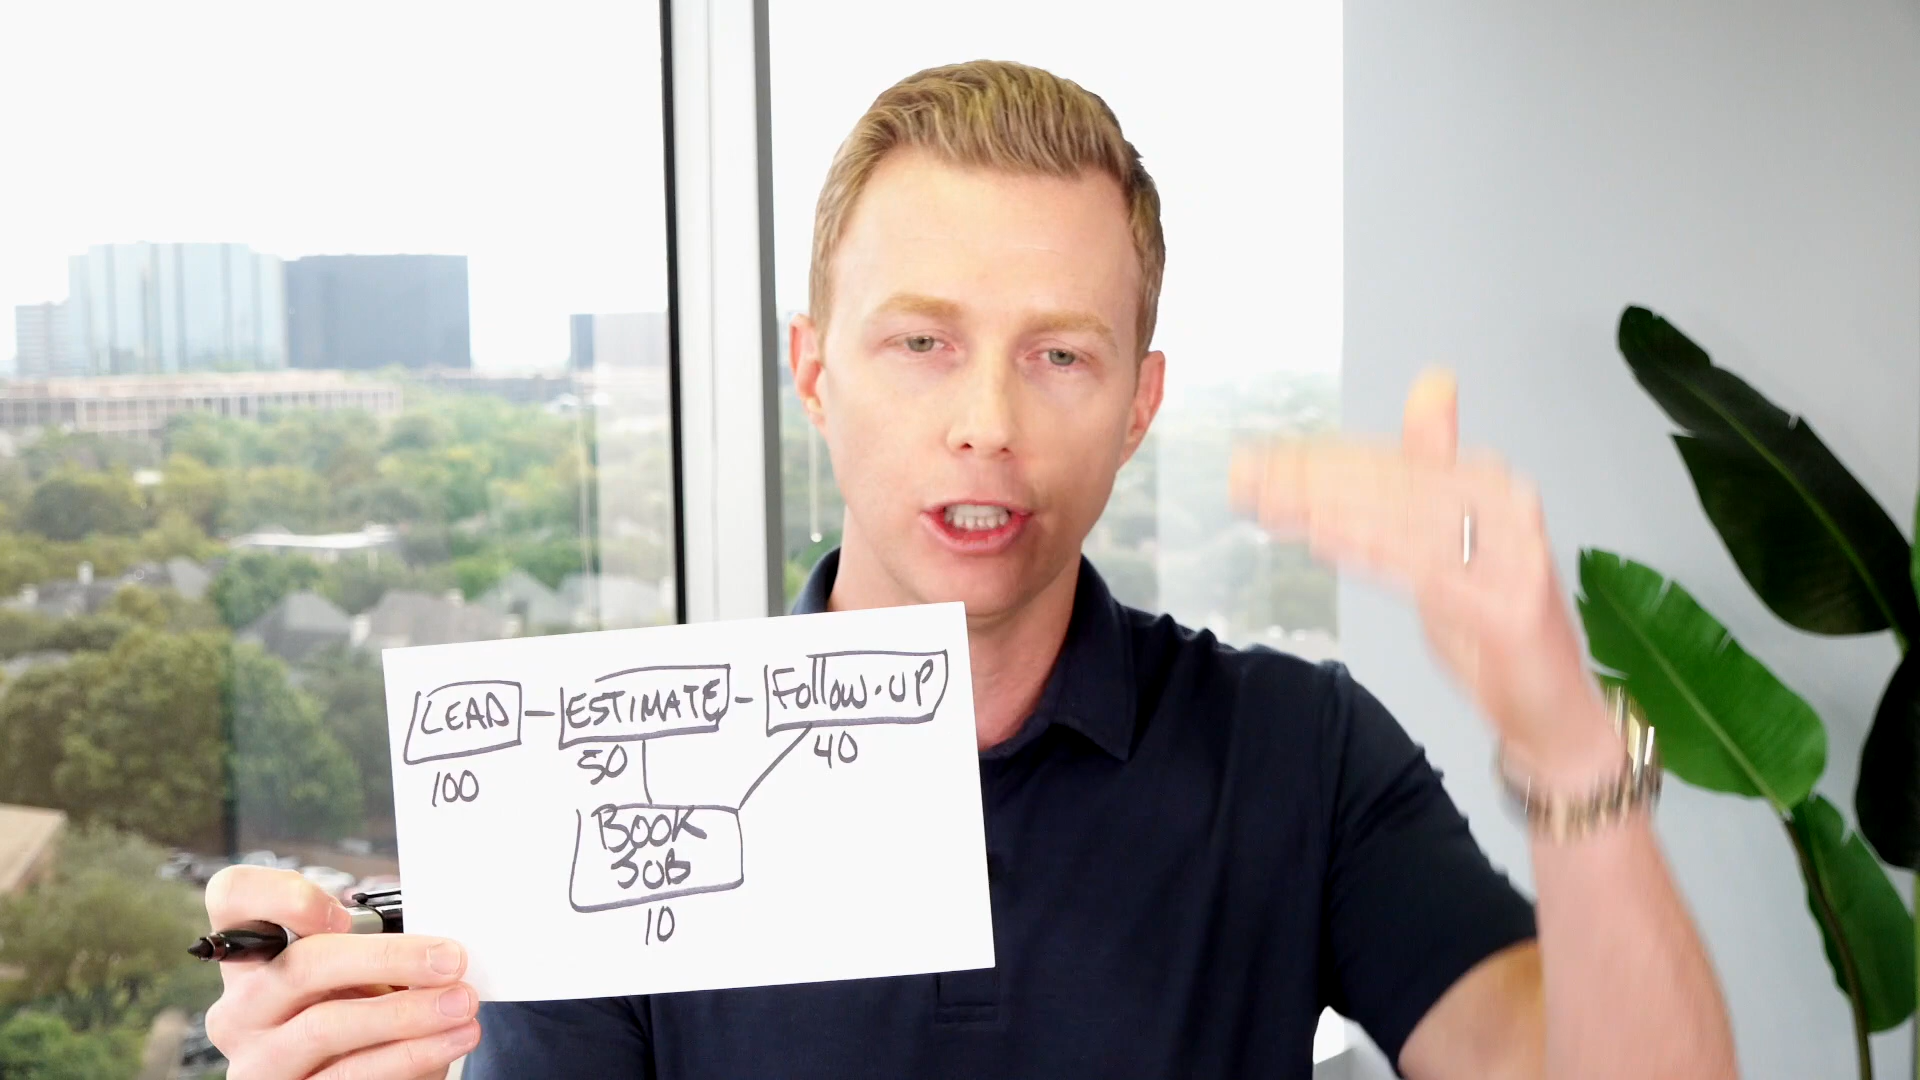 LEAD - ESTIMATE - Follow-up
100 50 40
BOOK
JOB
10